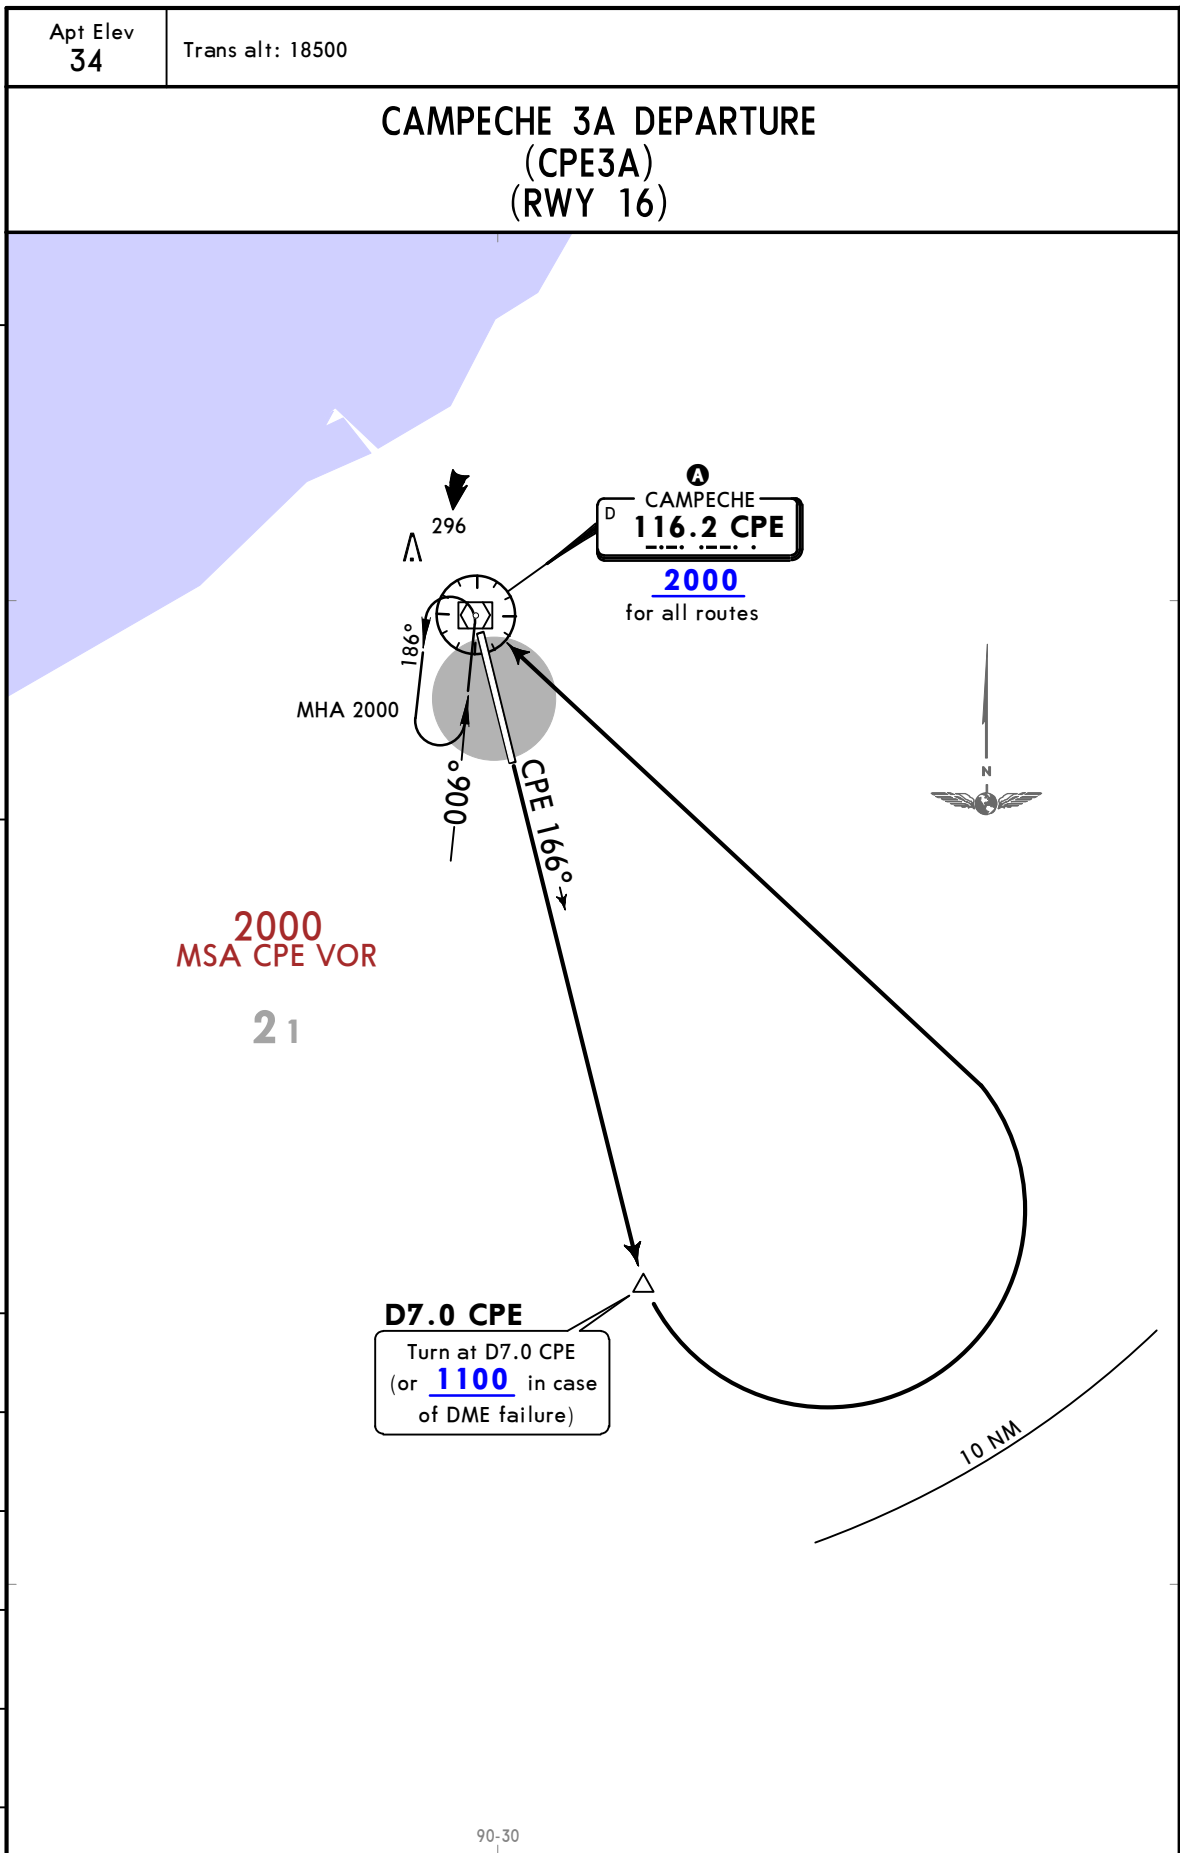 Apt Elev
34
Trans alt: 18500
CAMPECHE 3A DEPARTURE
(CPE3A)
(RWY 16)
A
CAMPECHE
D 116.2 CPE
2000
for all routes
296
186°
MHA 2000
006°
CPE 166°
N
2000
MSA CPE VOR
21
D7.0 CPE
Turn at D7.0 CPE
(or 1100 in case
of DME failure)
10 NM
90-30